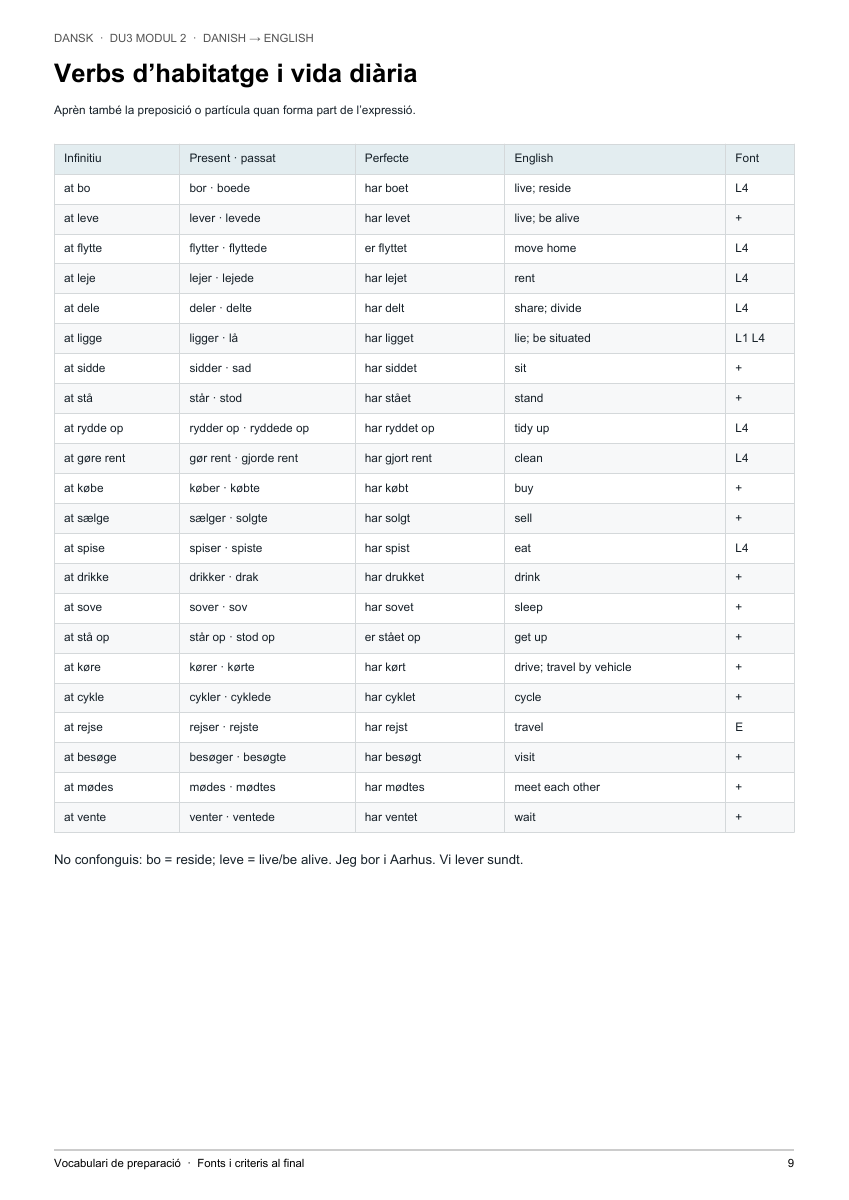 DANSK · DU3 MODUL 2 · DANISH → ENGLISH
Verbs d’habitatge i vida diària
Aprèn també la preposició o partícula quan forma part de l’expressió.
Infinitiu Present · passat Perfecte English Font
at bo bor · boede har boet live; reside L4
at leve lever · levede har levet live; be alive +
at flytte flytter · flyttede er flyttet move home L4
at leje lejer · lejede har lejet rent L4
at dele deler · delte har delt share; divide L4
at ligge ligger · lå har ligget lie; be situated L1 L4
at sidde sidder · sad har siddet sit +
at stå står · stod har stået stand +
at rydde op rydder op · ryddede op har ryddet op tidy up L4
at gøre rent gør rent · gjorde rent har gjort rent clean L4
at købe køber · købte har købt buy +
at sælge sælger · solgte har solgt sell +
at spise spiser · spiste har spist eat L4
at drikke drikker · drak har drukket drink +
at sove sover · sov har sovet sleep +
at stå op står op · stod op er stået op get up +
at køre kører · kørte har kørt drive; travel by vehicle +
at cykle cykler · cyklede har cyklet cycle +
at rejse rejser · rejste har rejst travel E
at besøge besøger · besøgte har besøgt visit +
at mødes mødes · mødtes har mødtes meet each other +
at vente venter · ventede har ventet wait +
No confonguis: bo = reside; leve = live/be alive. Jeg bor i Aarhus. Vi lever sundt.
Vocabulari de preparació · Fonts i criteris al final 9